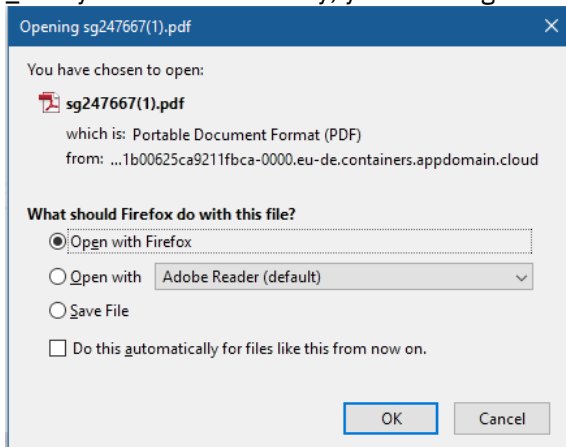 Opening sg247667(1).pdf
You have chosen to open:
sg247667(1).pdf
which is: Portable Document Format (PDF)
from: ...1b00625ca9211fbca-0000.eu-de.containers.appdomain.cloud
What should Firefox do with this file?
Open with Firefox
Open with Adobe Reader (default)
Save File
Do this automatically for files like this from now on.
OK Cancel